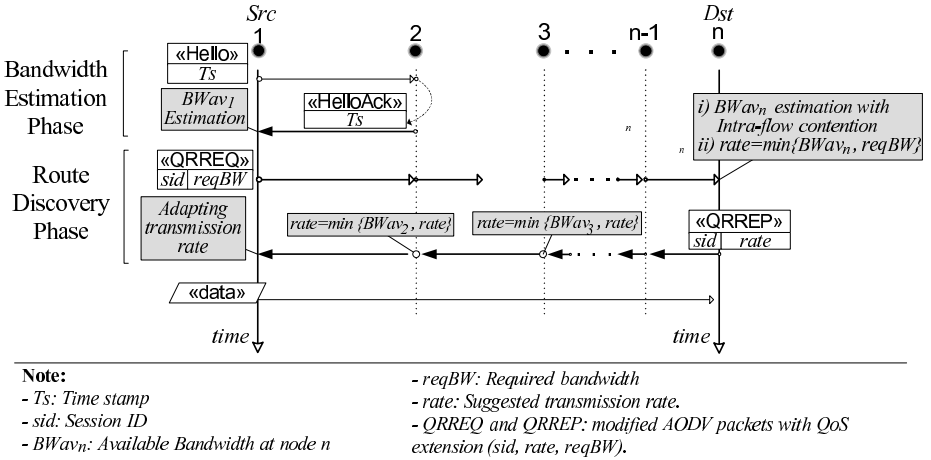 Src
Dst
1 2 3 n-1 n
Bandwidth
Estimation
Phase
«Hello»
Ts
BWav1
Estimation
«HelloAck»
Ts
n
n
i) BWavn estimation with
Intra-flow contention
ii) rate=min{BWavn, reqBW}
Route
Discovery
Phase
«QRREQ»
sid reqBW
Adapting
transmission
rate
rate=min {BWav2, rate}
rate=min {BWav3, rate}
«QRREP»
sid rate
«data»
time
time
Note:
- Ts: Time stamp
- sid: Session ID
- BWavn: Available Bandwidth at node n
- reqBW: Required bandwidth
- rate: Suggested transmission rate.
- QRREQ and QRREP: modified AODV packets with QoS
extension (sid, rate, reqBW).